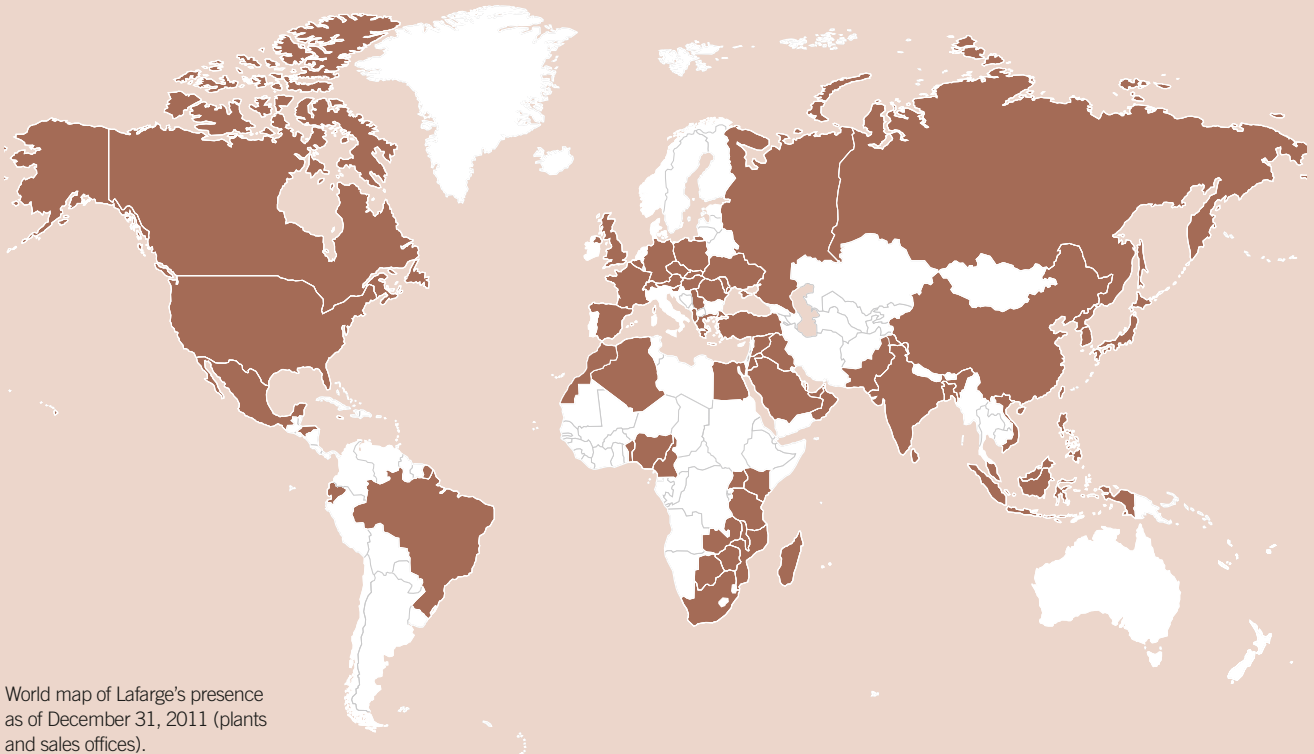 World map of Lafarge’s presence
as of December 31, 2011 (plants
and sales offices).